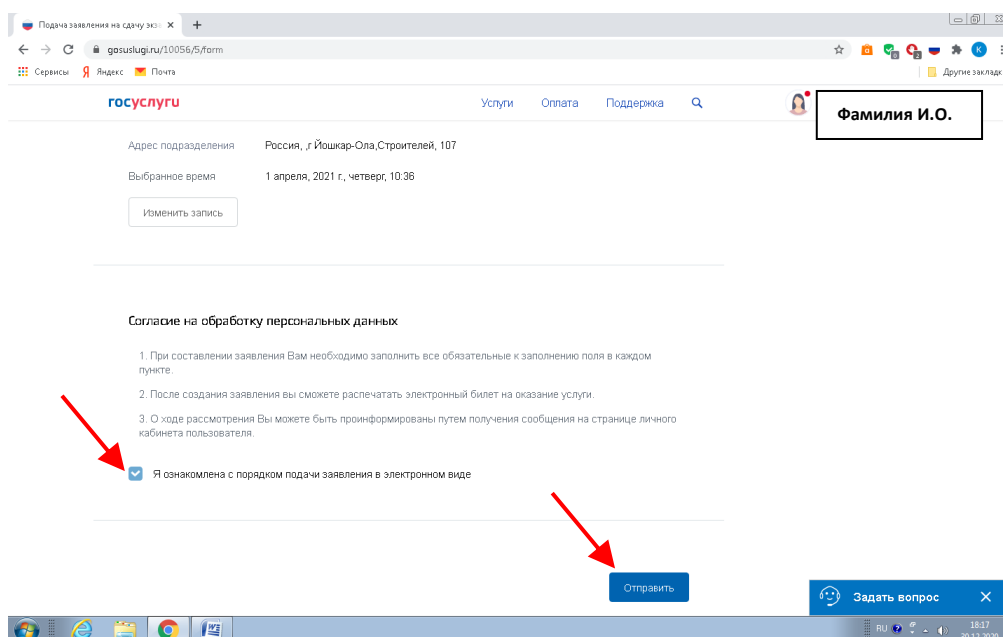 Подача заявления на сдачу экз
gosuslugi.ru/10056/5/form
K
Сервисы Яндекс Почта Другие закладк
госуслуги Услуги Оплата Поддержка Фамилия И.О.
Адрес подразделения Россия, ,г Йошкар-Ола,Строителей, 107
Выбранное время 1 апреля, 2021 г., четверг, 10:36
Изменить запись
Согласие на обработку персональных данных
1. При составлении заявления Вам необходимо заполнить все обязательные к заполнению поля в каждом
пункте.
2. После создания заявления вы сможете распечатать электронный билет на оказание услуги.
3. О ходе рассмотрения Вы можете быть проинформированы путем получения сообщения на странице личного
кабинета пользователя.
Я ознакомлена с порядком подачи заявления в электронном виде
Отправить
Задать вопрос
RU 18:17
30.12.2020